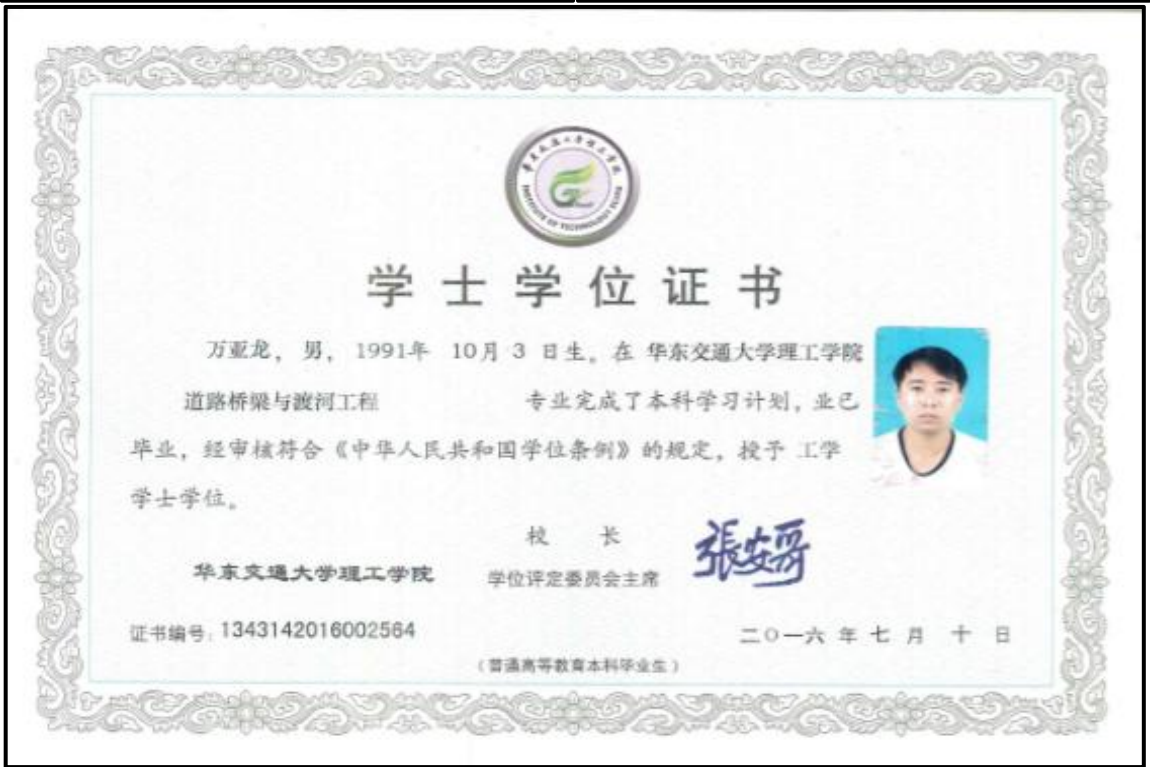 学士学位证书
万亚龙，男，1991年 10月 3 日生。在 华东交通大学理工学院
道路桥梁与渡河工程 专业完成了本科学习计划，业已
毕业，经审核符合《中华人民共和国学位条例》的规定，授予 工学
学士学位。
校 长
华东交通大学理工学院 学位评定委员会主席
证书编号：1343142016002564 二〇一六 年 七 月 十 日
（普通高等教育本科毕业生）